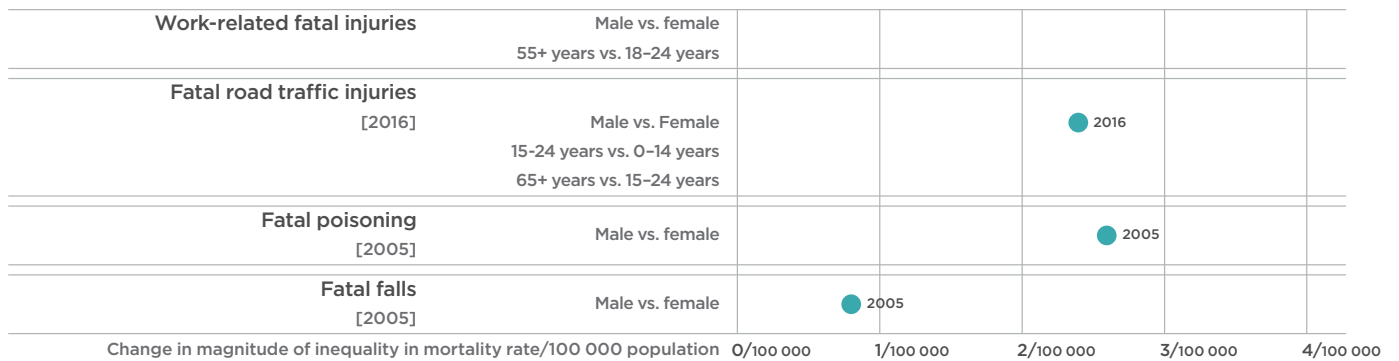 Work-related fatal injuries Male vs. female
55+ years vs. 18–24 years
Fatal road traffic injuries
[2016] Male vs. Female 2016
15-24 years vs. 0–14 years
65+ years vs. 15–24 years
Fatal poisoning
Male vs. female 2005
[2005]
Fatal falls
Male vs. female 2005
[2005]
Change in magnitude of inequality in mortality rate/100 000 population 0/100 000 1/100 000 2/100 000 3/100 000 4/100 000